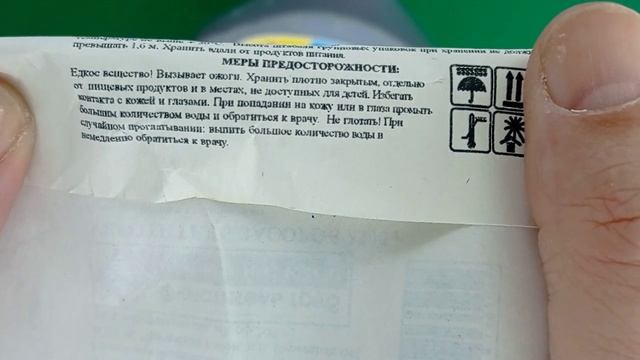 превышать 1,6 м. Хранить вдали от продуктов питания.
МЕРЫ ПРЕДОСТОРОЖНОСТИ:
Едкое вещество! Вызывает ожоги. Хранить плотно закрытым, отдельно
от пищевых продуктов и в местах, не доступных для детей. Избегать
контакта с кожей и глазами. При попадании на кожу или в глаза промыть
большим количеством воды и обратиться к врачу. Не глотать! При
случайном проглатывании: выпить большое количество воды и
немедленно обратиться к врачу.